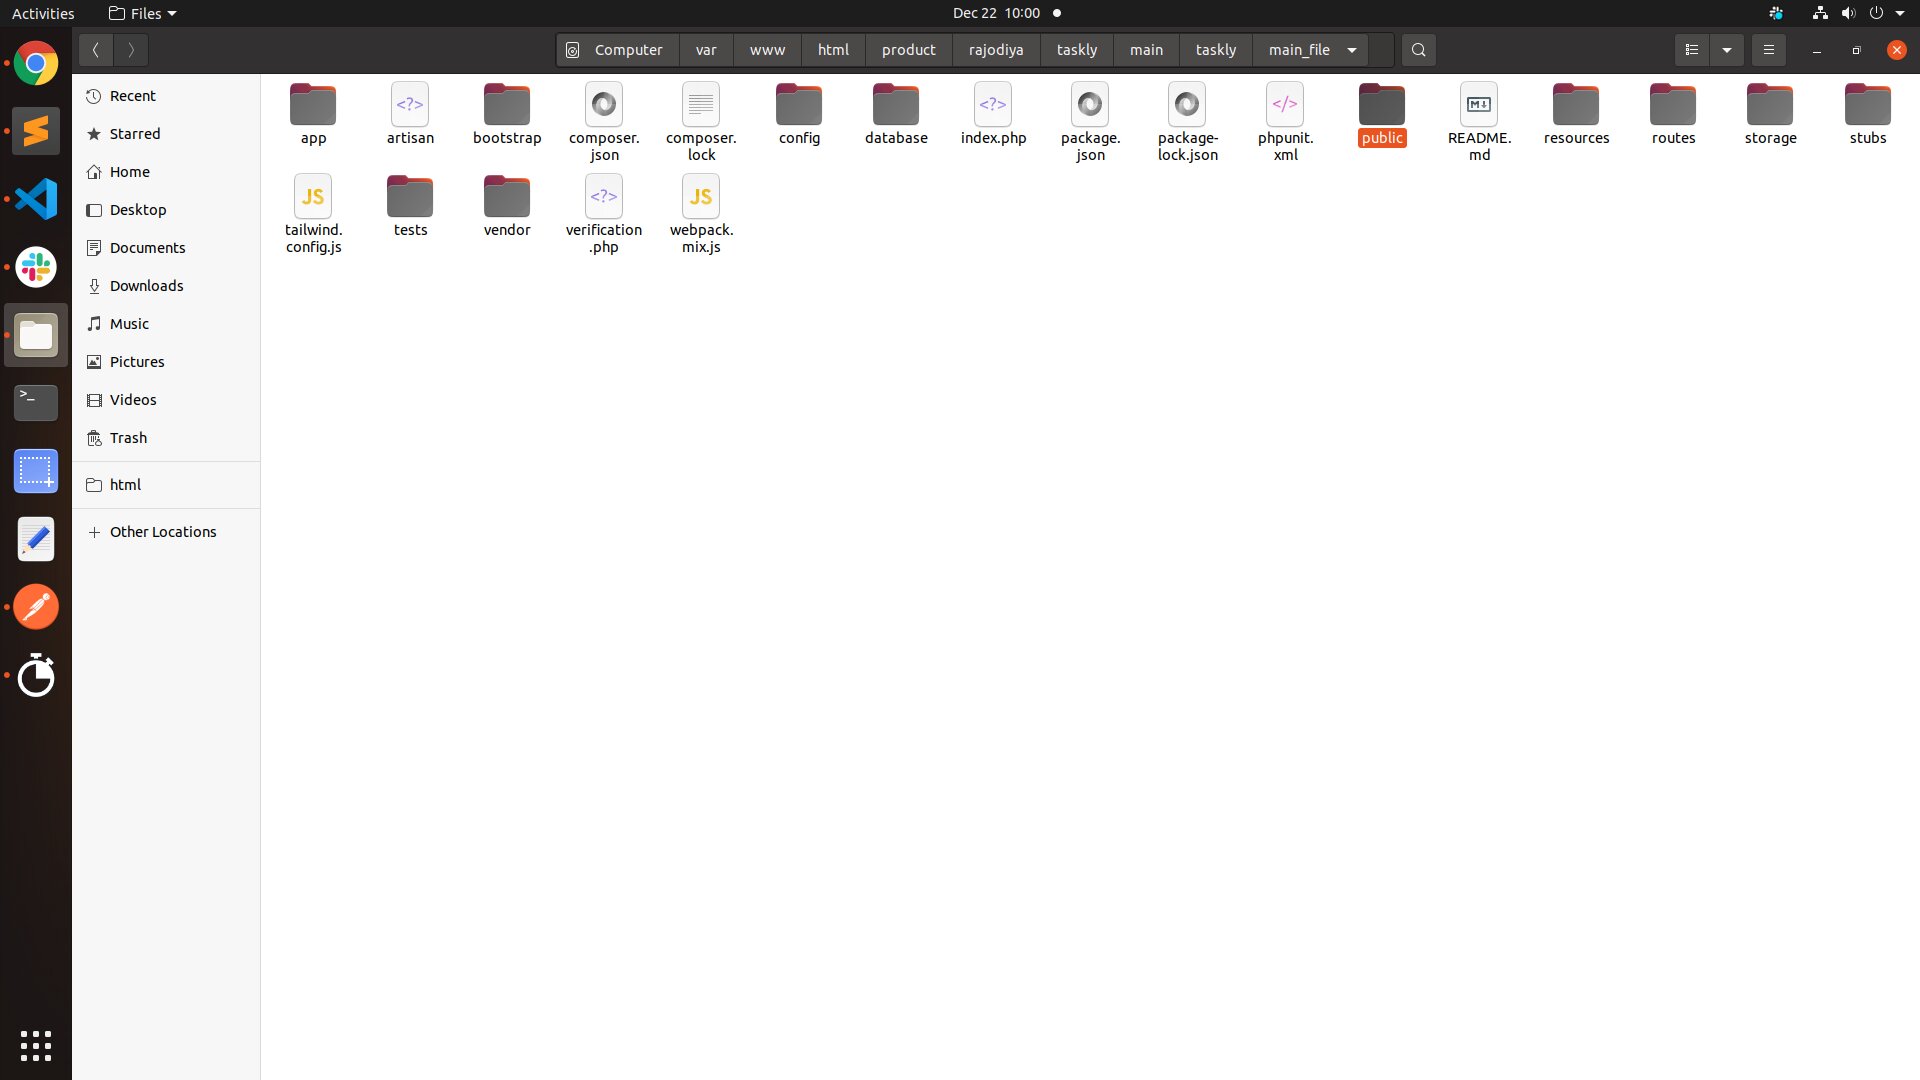 Activities Files Dec 22 10:00
Computer var www html product rajodiya taskly main taskly main_file
Recent
Starred
Home
Desktop
Documents
Downloads
Music
Pictures
Videos
Trash
html
Other Locations
app artisan bootstrap composer. composer. config database index.php package. package- phpunit. public README. resources routes storage stubs
json lock json lock.json xml md
JS JS
tailwind. tests vendor verification webpack.
config.js .php mix.js